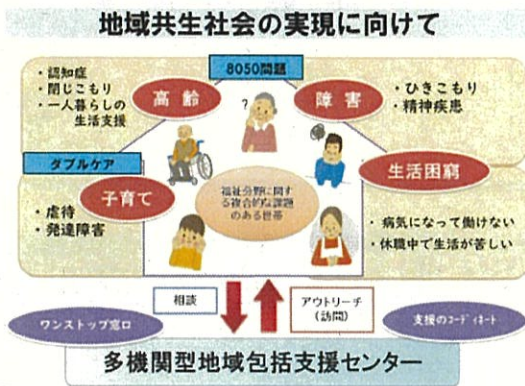 地域共生社会の実現に向けて
8050問題
・認知症
・閉じこもり
・一人暮らしの
生活支援
高齢
?
障害
・ひきこもり
・精神疾患
ダブルケア
子育て
・虐待
・発達障害
福祉分野に関す
る複合的な課題
のある世帯
生活困窮
・病気になって働けない
・休職中で生活が苦しい
相談
アウトリーチ
(訪問)
ワンストップ窓口
支援のコーディネート
多機関型地域包括支援センター